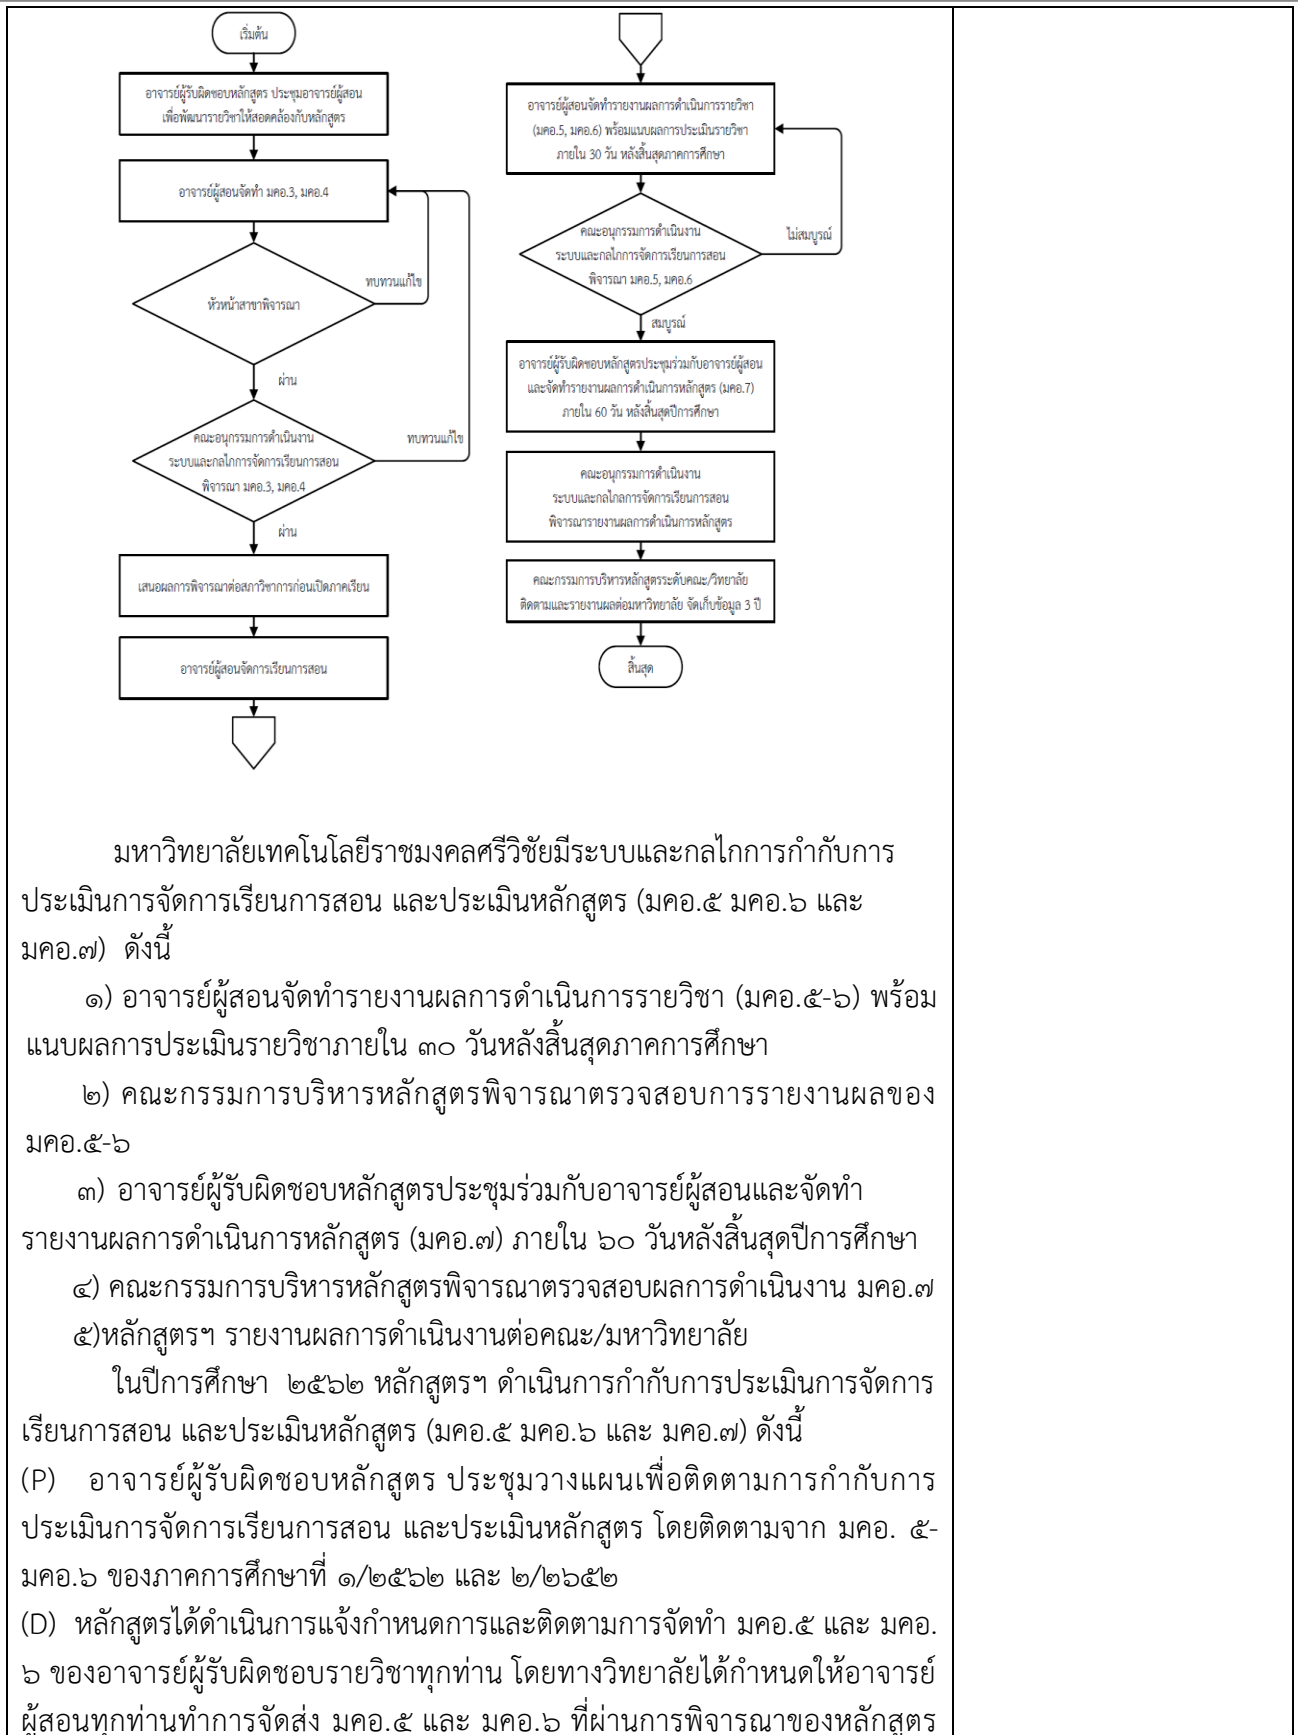 เริ่มต้น
อาจารย์ผู้รับผิดชอบหลักสูตร ประชุมอาจารย์ผู้สอน
เพื่อพัฒนารายวิชาให้สอดคล้องกับหลักสูตร
อาจารย์ผู้สอนจัดทำ มคอ.3, มคอ.4
ทบทวนแก้ไข
หัวหน้าสาขาพิจารณา
ผ่าน
คณะอนุกรรมการดำเนินงาน
ระบบและกลไกการจัดการเรียนการสอน
พิจารณา มคอ.3, มคอ.4
ทบทวนแก้ไข
ผ่าน
เสนอผลการพิจารณาต่อสภาวิชาการก่อนเปิดภาคเรียน
อาจารย์ผู้สอนจัดการเรียนการสอน
อาจารย์ผู้สอนจัดทำรายงานผลการดำเนินการรายวิชา
(มคอ.5, มคอ.6) พร้อมแนบผลการประเมินรายวิชา
ภายใน 30 วัน หลังสิ้นสุดภาคการศึกษา
คณะอนุกรรมการดำเนินงาน
ระบบและกลไกการจัดการเรียนการสอน
พิจารณา มคอ.5, มคอ.6
ไม่สมบูรณ์
สมบูรณ์
อาจารย์ผู้รับผิดชอบหลักสูตรประชุมร่วมกับอาจารย์ผู้สอน
และจัดทำรายงานผลการดำเนินการหลักสูตร (มคอ.7)
ภายใน 60 วัน หลังสิ้นสุดปีการศึกษา
คณะอนุกรรมการดำเนินงาน
ระบบและกลไกลการจัดการเรียนการสอน
พิจารณารายงานผลการดำเนินการหลักสูตร
คณะกรรมการบริหารหลักสูตรระดับคณะ/วิทยาลัย
ติดตามและรายงานผลต่อมหาวิทยาลัย จัดเก็บข้อมูล 3 ปี
สิ้นสุด
มหาวิทยาลัยเทคโนโลยีราชมงคลศรีวิชัยมีระบบและกลไกการกำกับการ
ประเมินการจัดการเรียนการสอน และประเมินหลักสูตร (มคอ.๕ มคอ.๖ และ
มคอ.๗) ดังนี้
๑) อาจารย์ผู้สอนจัดทำรายงานผลการดำเนินการรายวิชา (มคอ.๕-๖) พร้อม
แนบผลการประเมินรายวิชาภายใน ๓๐ วันหลังสิ้นสุดภาคการศึกษา
๒) คณะกรรมการบริหารหลักสูตรพิจารณาตรวจสอบการรายงานผลของ
มคอ.๕-๖
๓) อาจารย์ผู้รับผิดชอบหลักสูตรประชุมร่วมกับอาจารย์ผู้สอนและจัดทำ
รายงานผลการดำเนินการหลักสูตร (มคอ.๗) ภายใน ๖๐ วันหลังสิ้นสุดปีการศึกษา
๔) คณะกรรมการบริหารหลักสูตรพิจารณาตรวจสอบผลการดำเนินงาน มคอ.๗
๕)หลักสูตรฯ รายงานผลการดำเนินงานต่อคณะ/มหาวิทยาลัย
ในปีการศึกษา ๒๕๖๒ หลักสูตรฯ ดำเนินการกำกับการประเมินการจัดการ
เรียนการสอน และประเมินหลักสูตร (มคอ.๕ มคอ.๖ และ มคอ.๗) ดังนี้
(P) อาจารย์ผู้รับผิดชอบหลักสูตร ประชุมวางแผนเพื่อติดตามการกำกับการ
ประเมินการจัดการเรียนการสอน และประเมินหลักสูตร โดยติดตามจาก มคอ. ๕-
มคอ.๖ ของภาคการศึกษาที่ ๑/๒๕๖๒ และ ๒/๒๖๕๒
(D) หลักสูตรได้ดำเนินการแจ้งกำหนดการและติดตามการจัดทำ มคอ.๕ และ มคอ.
๖ ของอาจารย์ผู้รับผิดชอบรายวิชาทุกท่าน โดยทางวิทยาลัยได้กำหนดให้อาจารย์
ผู้สอนทุกท่านทำการจัดส่ง มคอ.๕ และ มคอ.๖ ที่ผ่านการพิจารณาของหลักสูตร